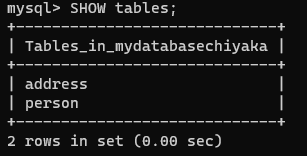 mysql> SHOW tables;
+----------------------------+
| Tables_in_mydatabasechiyaka |
+----------------------------+
| address                    |
| person                     |
+----------------------------+
2 rows in set (0.00 sec)